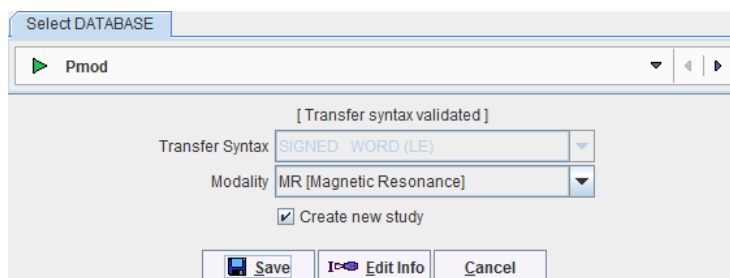 Select DATABASE
Pmod
[ Transfer syntax validated ]
Transfer Syntax SIGNED WORD (LE)
Modality MR [Magnetic Resonance]
Create new study
Save Edit Info Cancel